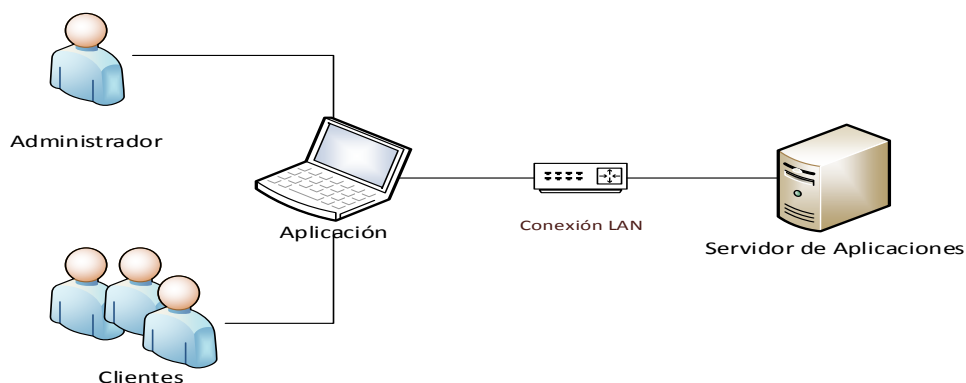 Administrador
Aplicación
Conexión LAN
Servidor de Aplicaciones
Clientes